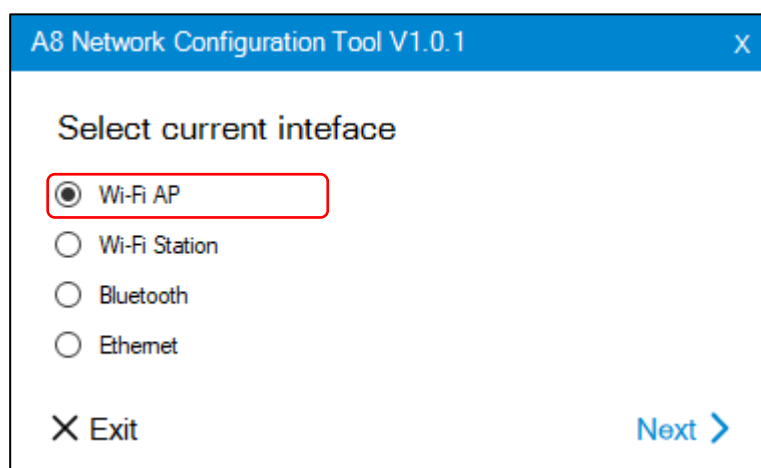 A8 Network Configuration Tool V1.0.1 X
Select current inteface
Wi-Fi AP
Wi-Fi Station
Bluetooth
Ethernet
Exit Next